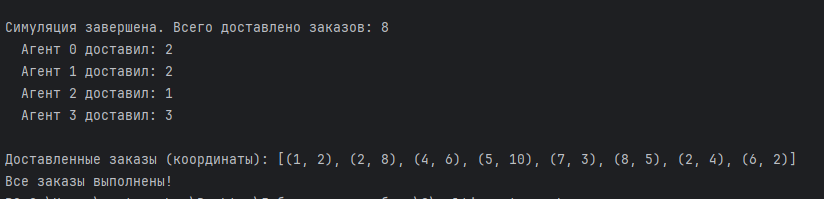 Симуляция завершена. Всего доставлено заказов: 8
Агент 0 доставил: 2
Агент 1 доставил: 2
Агент 2 доставил: 1
Агент 3 доставил: 3
Доставленные заказы (координаты): [(1, 2), (2, 8), (4, 6), (5, 10), (7, 3), (8, 5), (2, 4), (6, 2)]
Все заказы выполнены!